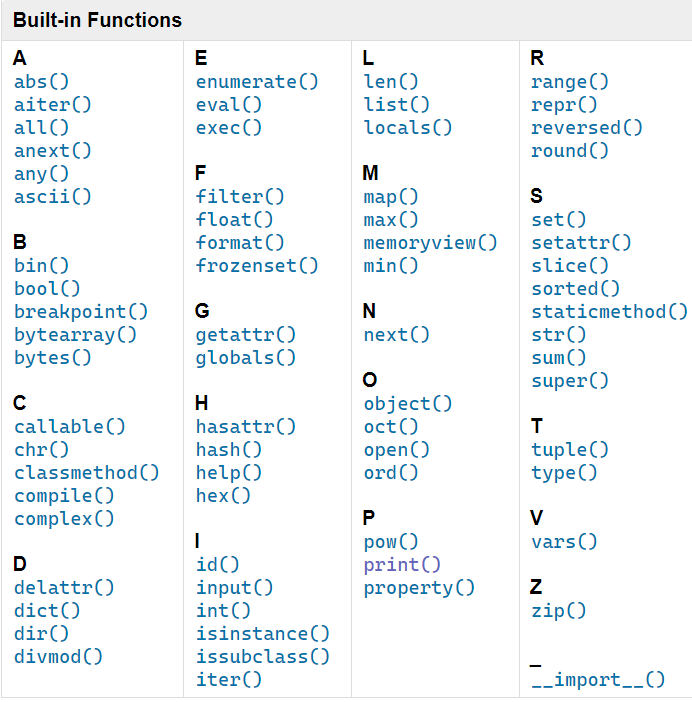 Built-in Functions
A
abs()
aiter()
all()
anext()
any()
ascii()
B
bin()
bool()
breakpoint()
bytearray()
bytes()
C
callable()
chr()
classmethod()
compile()
complex()
D
delattr()
dict()
dir()
divmod()
E
enumerate()
eval()
exec()
F
filter()
float()
format()
frozenset()
G
getattr()
globals()
H
hasattr()
hash()
help()
hex()
I
id()
input()
int()
isinstance()
issubclass()
iter()
L
len()
list()
locals()
M
map()
max()
memoryview()
min()
N
next()
O
object()
oct()
open()
ord()
P
pow()
print()
property()
R
range()
repr()
reversed()
round()
S
set()
setattr()
slice()
sorted()
staticmethod()
str()
sum()
super()
T
tuple()
type()
V
vars()
Z
zip()
_
__import__()